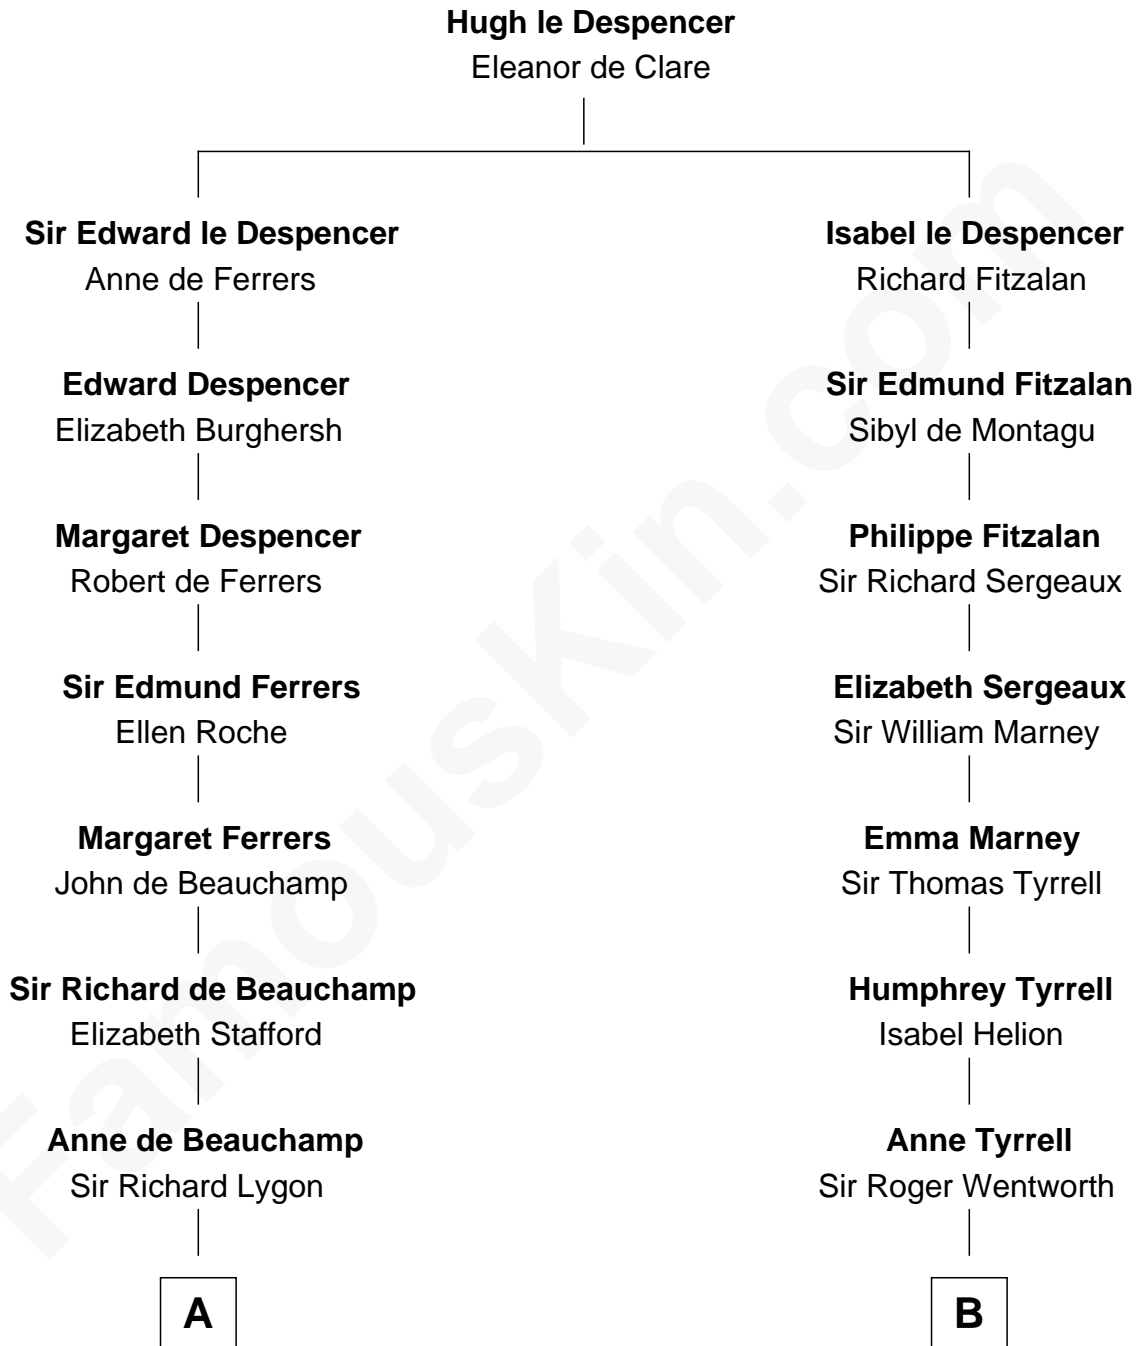 Hugh le Despencer
Eleanor de Clare
Sir Edward le Despencer
Anne de Ferrers
Isabel le Despencer
Richard Fitzalan
Edward Despencer
Elizabeth Burghersh
Sir Edmund Fitzalan
Sibyl de Montagu
Margaret Despencer
Robert de Ferrers
Philippe Fitzalan
Sir Richard Sergeaux
Sir Edmund Ferrers
Ellen Roche
Elizabeth Sergeaux
Sir William Marney
Margaret Ferrers
John de Beauchamp
Emma Marney
Sir Thomas Tyrrell
Sir Richard de Beauchamp
Elizabeth Stafford
Humphrey Tyrrell
Isabel Helion
Anne de Beauchamp
Sir Richard Lygon
Anne Tyrrell
Sir Roger Wentworth
A
B
FamousKin.com